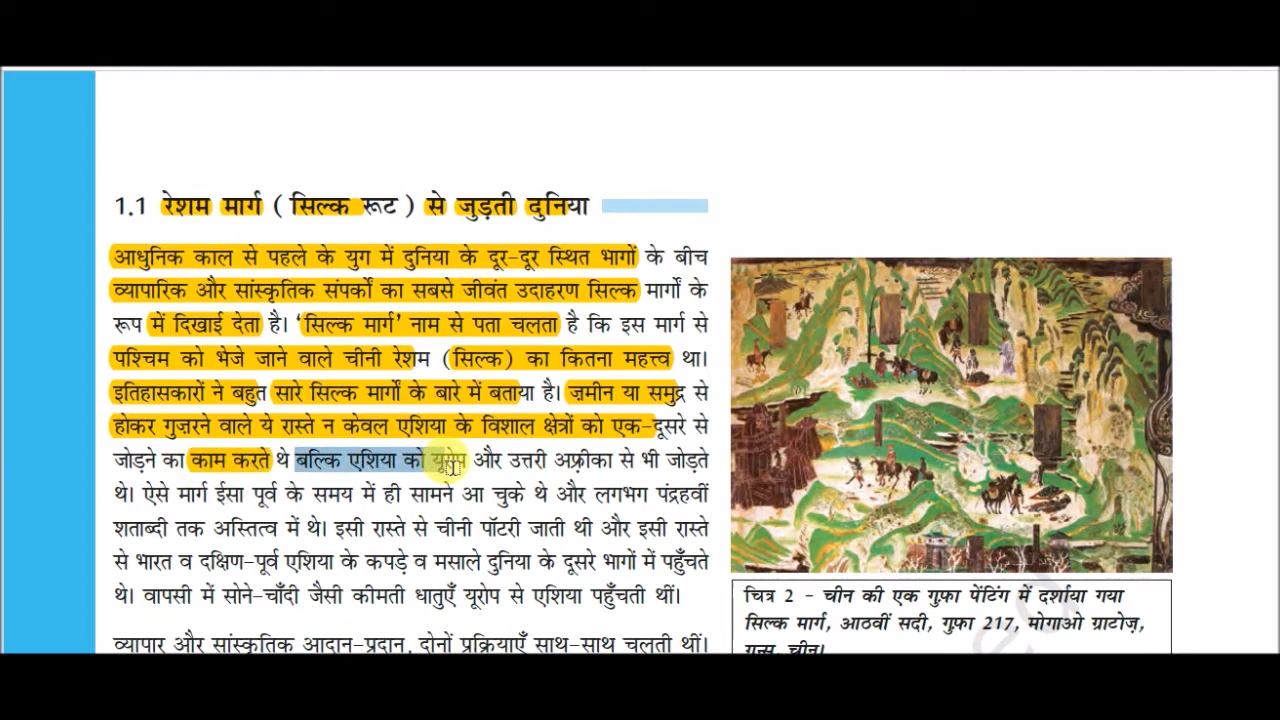 1.1 रेशम मार्ग ( सिल्क रूट ) से जुड़ती दुनिया
आधुनिक काल से पहले के युग में दुनिया के दूर-दूर स्थित भागों के बीच
व्यापारिक और सांस्कृतिक संपर्कों का सबसे जीवंत उदाहरण सिल्क मार्गों के
रूप में दिखाई देता है। ‘सिल्क मार्ग’ नाम से पता चलता है कि इस मार्ग से
पश्चिम को भेजे जाने वाले चीनी रेशम (सिल्क) का कितना महत्त्व था।
इतिहासकारों ने बहुत सारे सिल्क मार्गों के बारे में बताया है। ज़मीन या समुद्र से
होकर गुज़रने वाले ये रास्ते न केवल एशिया के विशाल क्षेत्रों को एक-दूसरे से
जोड़ने का काम करते थे बल्कि एशिया को यूरोप और उत्तरी अफ़्रीका से भी जोड़ते
थे। ऐसे मार्ग ईसा पूर्व के समय में ही सामने आ चुके थे और लगभग पंद्रहवीं
शताब्दी तक अस्तित्व में थे। इसी रास्ते से चीनी पॉटरी जाती थी और इसी रास्ते
से भारत व दक्षिण-पूर्व एशिया के कपड़े व मसाले दुनिया के दूसरे भागों में पहुँचते
थे। वापसी में सोने-चाँदी जैसी कीमती धातुएँ यूरोप से एशिया पहुँचती थीं।
व्यापार और सांस्कृतिक आदान-प्रदान, दोनों प्रक्रियाएँ साथ-साथ चलती थीं।
चित्र 2 - चीन की एक गुफ़ा पेंटिंग में दर्शाया गया
सिल्क मार्ग, आठवीं सदी, गुफ़ा 217, मोगाओ ग्राटोज़,
चीन।